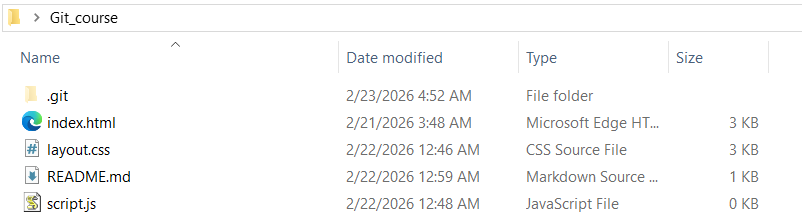 Git_course
Name Date modified Type Size
.git 2/23/2026 4:52 AM File folder
index.html 2/21/2026 3:48 AM Microsoft Edge HT... 3 KB
layout.css 2/22/2026 12:46 AM CSS Source File 3 KB
README.md 2/22/2026 12:59 AM Markdown Source ... 1 KB
script.js 2/22/2026 12:48 AM JavaScript File 0 KB